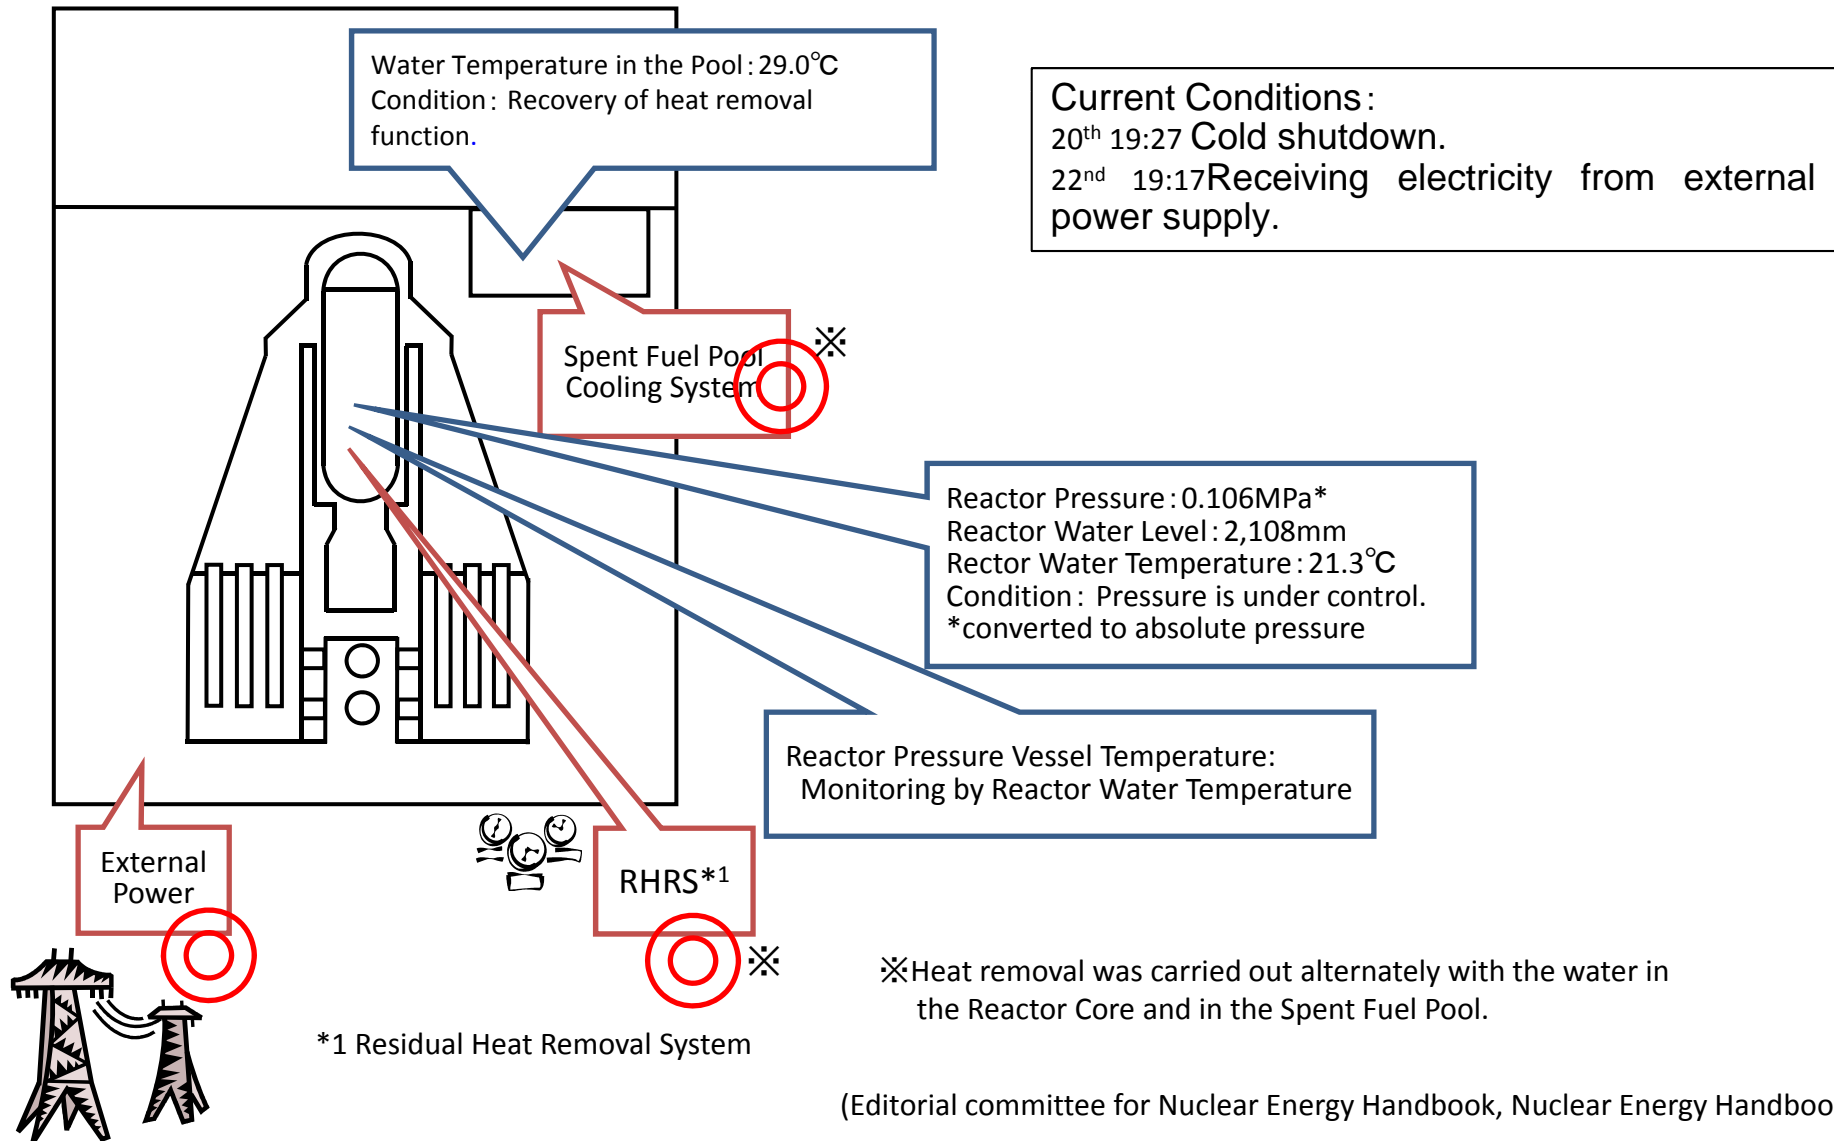 Water Temperature in the Pool：29.0℃
Condition： Recovery of heat removal
function.
Current Conditions：
20th 19:27 Cold shutdown.
22nd 19:17Receiving electricity from external
power supply.
Spent Fuel Pool
Cooling System
※
Reactor Pressure：0.106MPa*
Reactor Water Level：2,108mm
Rector Water Temperature：21.3℃
Condition： Pressure is under control.
*converted to absolute pressure
Reactor Pressure Vessel Temperature:
Monitoring by Reactor Water Temperature
External
Power
RHRS*1
※
※Heat removal was carried out alternately with the water in
the Reactor Core and in the Spent Fuel Pool.
*1 Residual Heat Removal System
(Editorial committee for Nuclear Energy Handbook, Nuclear Energy Handboo